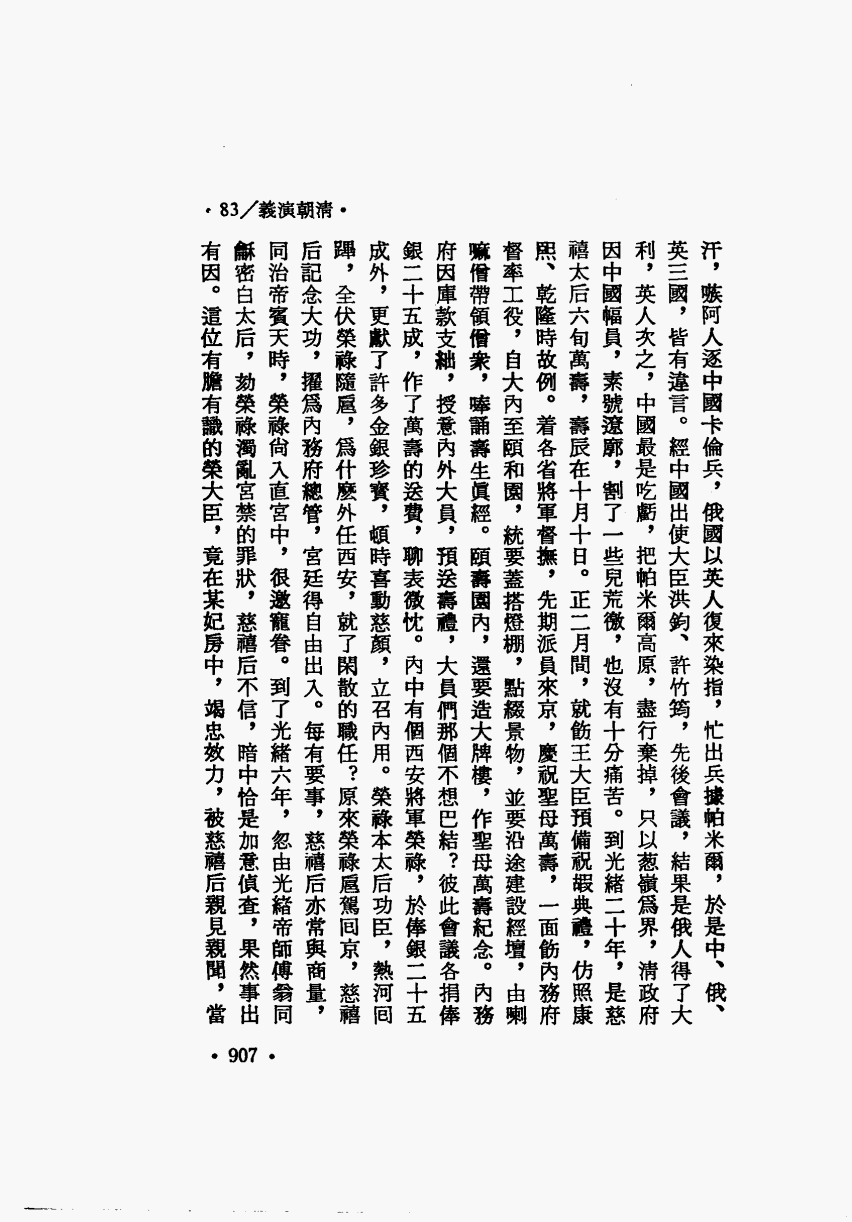 ·83/義演朝清·
汗，嗾阿人逐中國卡倫兵，俄國以英人復來染指，忙出兵據帕米爾，於是中、俄、
英三國，皆有違言。經中國出使大臣洪鈞、許竹筠，先後會議，結果是俄人得了大
利，英人次之，中國最是吃虧，把帕米爾高原，盡行棄掉，只以葱嶺爲界，清政府
因中國幅員，素號遼廓，割了一些兒荒徼，也沒有十分痛苦。到光緒二十年，是慈
禧太后六旬萬壽，壽辰在十月十日。正二月間，就飭王大臣預備祝嘏典禮，仿照康
熙、乾隆時故例。着各省將軍督撫，先期派員來京，慶祝聖母萬壽，一面飭內務府
督率工役，自大內至頤和園，統要蓋搭燈棚，點綴景物，並要沿途建設經壇，由喇
嘛僧帶領僧衆，唪誦壽生眞經。頤壽園內，還要造大牌樓，作聖母萬壽紀念。內務
府因庫款支絀，授意內外大員，預送壽禮，大員們那個不想巴結？彼此會議各捐俸
銀二十五成，作了萬壽的送費，聊表微忱。內中有個西安將軍榮祿，於俸銀二十五
成外，更獻了許多金銀珍寶，頓時喜動慈顏，立召內用。榮祿本太后功臣，熱河回
蹕，全伏榮祿隨扈，爲什麼外任西安，就了閑散的職任？原來榮祿扈駕回京，慈禧
后記念大功，擢爲內務府總管，宮廷得自由出入。每有要事，慈禧后亦常與商量，
同治帝賓天時，榮祿尙入直宮中，很邀寵眷。到了光緒六年，忽由光緒帝師傅翁同
龢密白太后，劾榮祿濁亂宮禁的罪狀，慈禧后不信，暗中恰是加意偵查，果然事出
有因。這位有膽有識的榮大臣，竟在某妃房中，竭忠效力，被慈禧后親見親聞，當
·907·